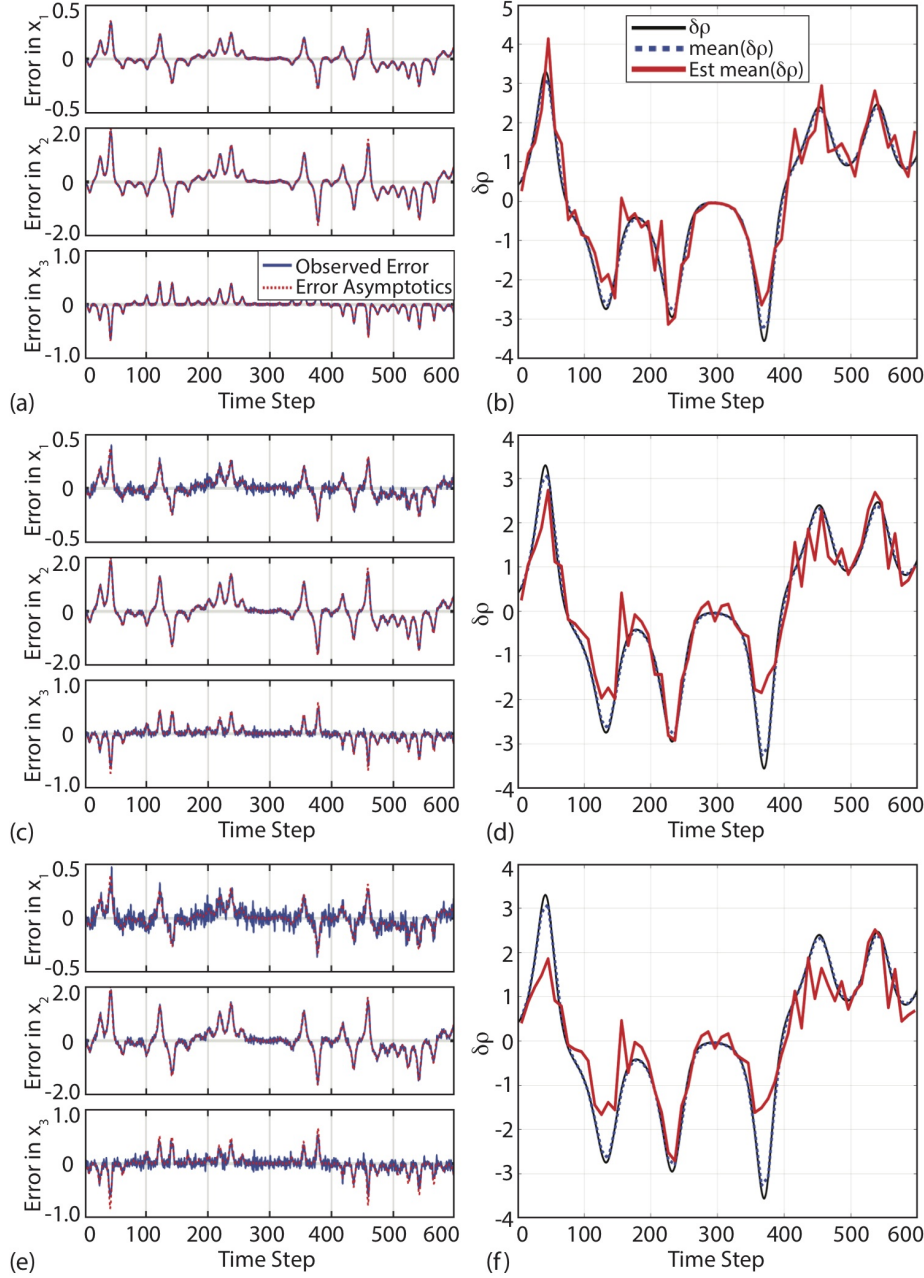 0.5
0
-0.5
Error in x1
2.0
0
2.0
Error in x2
1.0
0
-1.0
Error in x3
Observed Error
Error Asymptotics
0 100 200 300 400 500 600
Time Step
(a)
5
4
3
2
1
0
-1
-2
-3
-4
δρ
δρ
mean(δρ)
Est mean(δρ)
0 100 200 300 400 500 600
Time Step
(b)
0.5
0
-0.5
Error in x1
2.0
0
-2.0
Error in x2
1.0
0
-1.0
Error in x3
0 100 200 300 400 500 600
Time Step
(c)
4
3
2
1
0
-1
-2
-3
-4
δρ
0 100 200 300 400 500 600
Time Step
(d)
0.5
0
-0.5
Error in x1
2.0
0
-2.0
Error in x2
1.0
0
-1.0
Error in x3
0 100 200 300 400 500 600
Time Step
(e)
4
3
2
1
0
-1
-2
-3
-4
δρ
0 100 200 300 400 500 600
Time Step
(f)